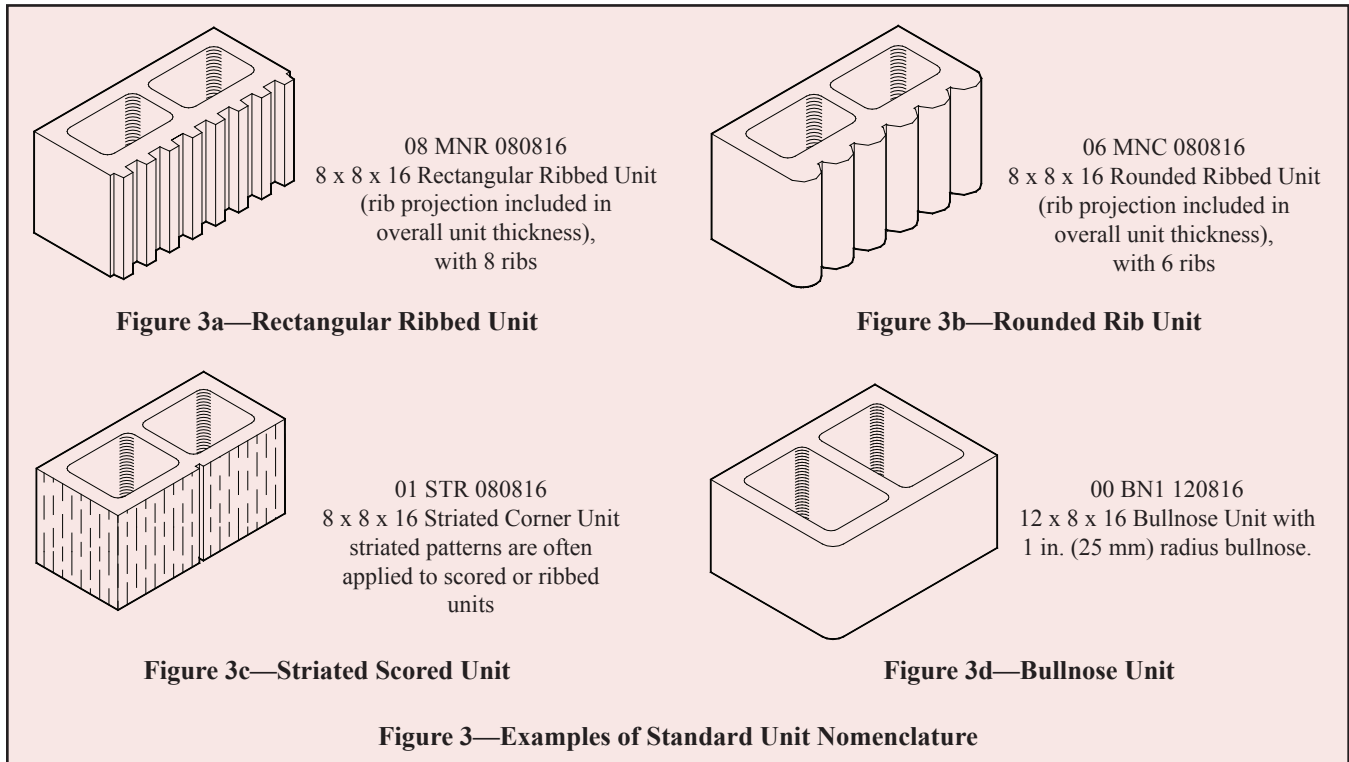 08 MNR 080816
8 x 8 x 16 Rectangular Ribbed Unit
(rib projection included in
overall unit thickness),
with 8 ribs
Figure 3a—Rectangular Ribbed Unit
06 MNC 080816
8 x 8 x 16 Rounded Ribbed Unit
(rib projection included in
overall unit thickness),
with 6 ribs
Figure 3b—Rounded Rib Unit
01 STR 080816
8 x 8 x 16 Striated Corner Unit
striated patterns are often
applied to scored or ribbed
units
Figure 3c—Striated Scored Unit
00 BN1 120816
12 x 8 x 16 Bullnose Unit with
1 in. (25 mm) radius bullnose.
Figure 3d—Bullnose Unit
Figure 3—Examples of Standard Unit Nomenclature